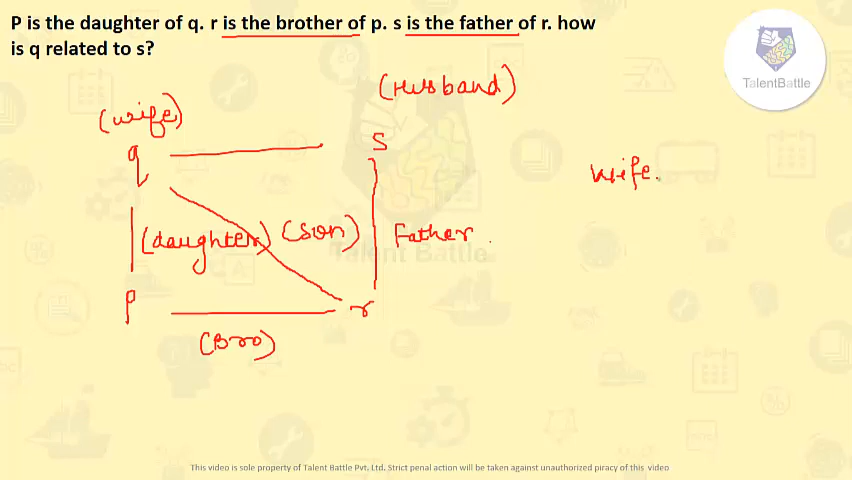 P is the daughter of q. r is the brother of p. s is the father of r. how
is q related to s?
TalentBattle
(Husband)
(wife)
q
s
wife.
(daughter)
(son)
Father
Talent Battle
p
r
(Bro)
This video is sole property of Talent Battle Pvt. Ltd. Strict penal action will be taken against unauthorized piracy of this video